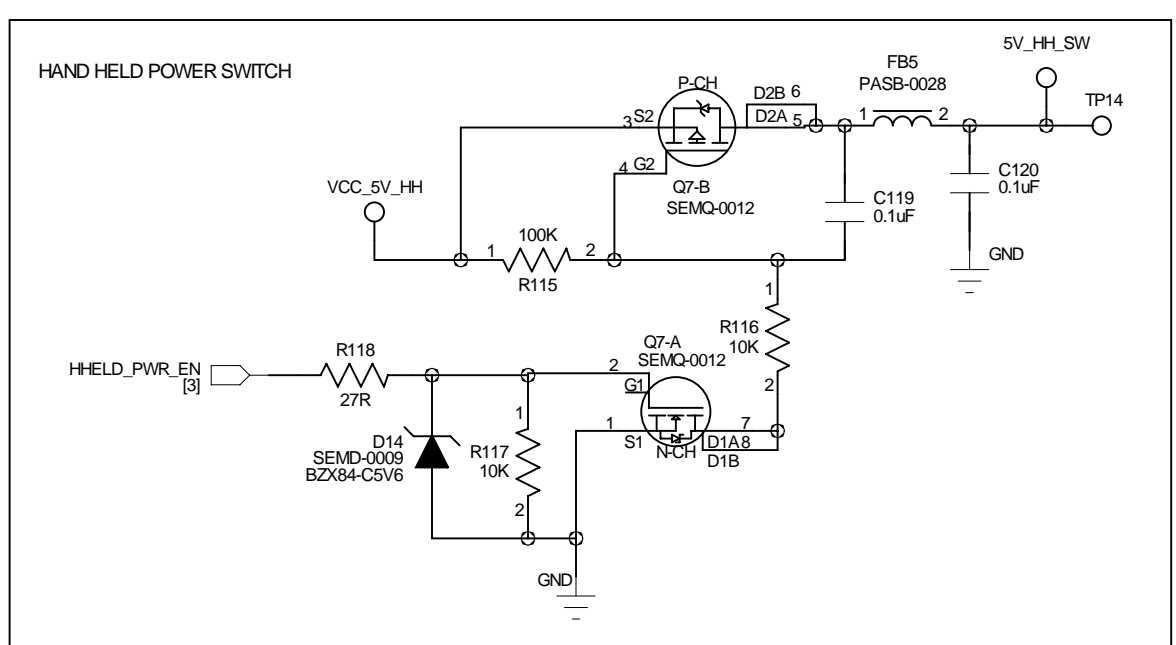 HAND HELD POWER SWITCH
5V_HH_SW
FB5
PASB-0028
TP14
P-CH
D2B 6
D2A 5
3 S2
1 2
4 G2
Q7-B
SEMQ-0012
C119
0.1uF
C120
0.1uF
GND
VCC_5V_HH
100K
1 2
R115
1
R116
10K
2
HHELD_PWR_EN
[3]
R118
27R
Q7-A
SEMQ-0012
2
G1
1
S1
7
D1A 8
D1B
N-CH
D14
SEMD-0009
BZX84-C5V6
1
R117
10K
2
GND